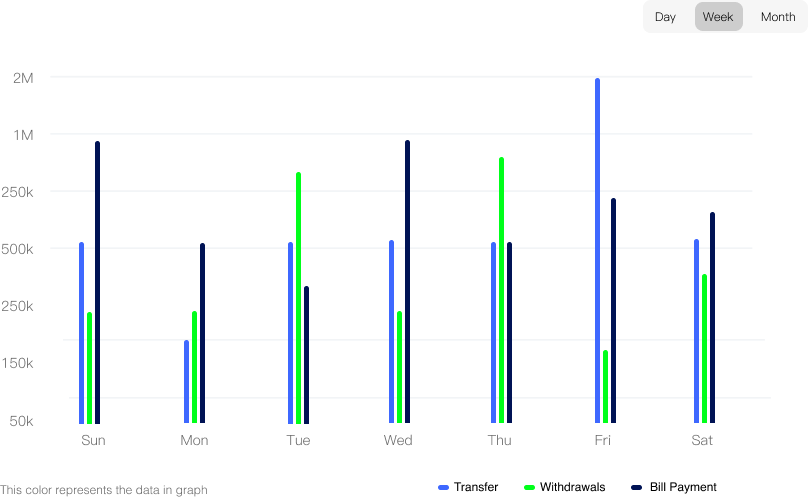 Day Week Month
2M
1M
250k
500k
250k
150k
50k
Sun Mon Tue Wed Thu Fri Sat
This color represents the data in graph Transfer Withdrawals Bill Payment